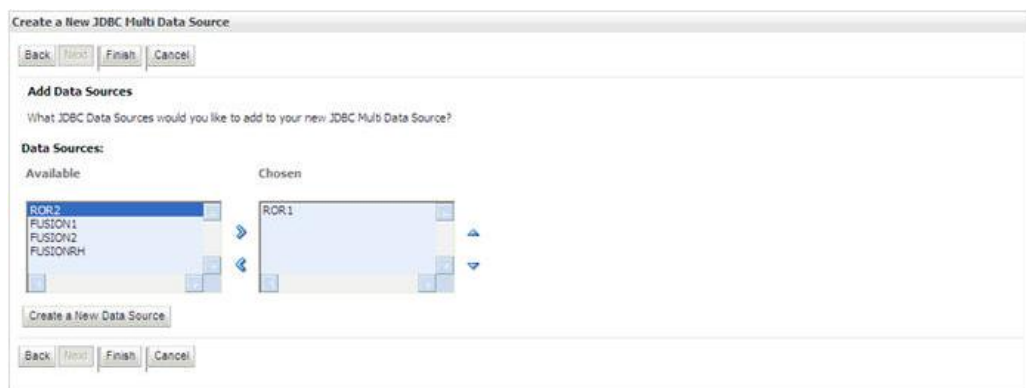 Create a New JDBC Multi Data Source
Back Next Finish Cancel
Add Data Sources
What JDBC Data Sources would you like to add to your new JDBC Multi Data Source?
Data Sources:
Available Chosen
ROR2
FUSION1
FUSION2
FUSIONRH
ROR1
Create a New Data Source
Back Next Finish Cancel